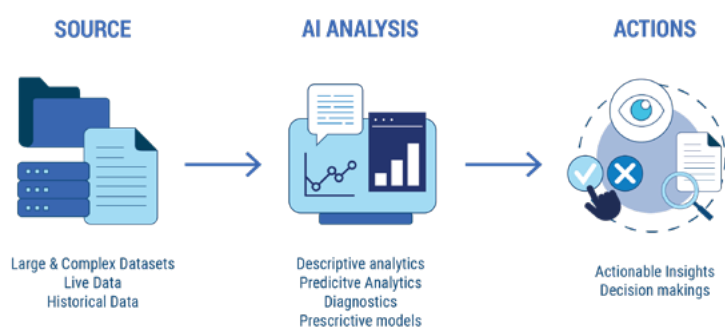 SOURCE
AI ANALYSIS
ACTIONS
Large & Complex Datasets
Live Data
Historical Data
Descriptive analytics
Predicitve Analytics
Diagnostics
Prescrictive models
Actionable Insights
Decision makings